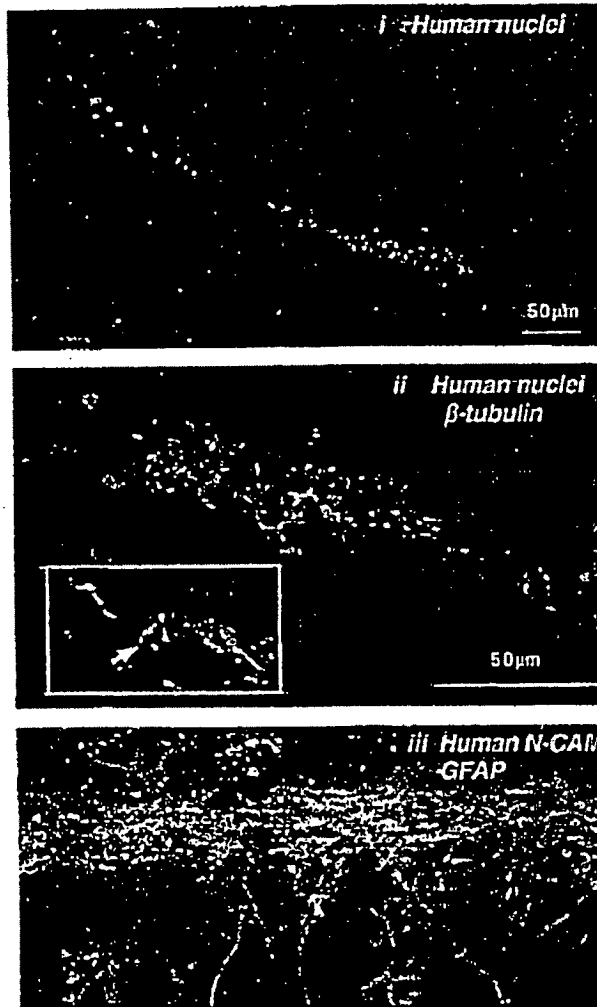 i Human nuclei
50µm
ii Human nuclei
β-tubulin
50µm
iii Human N-CAM
GFAP